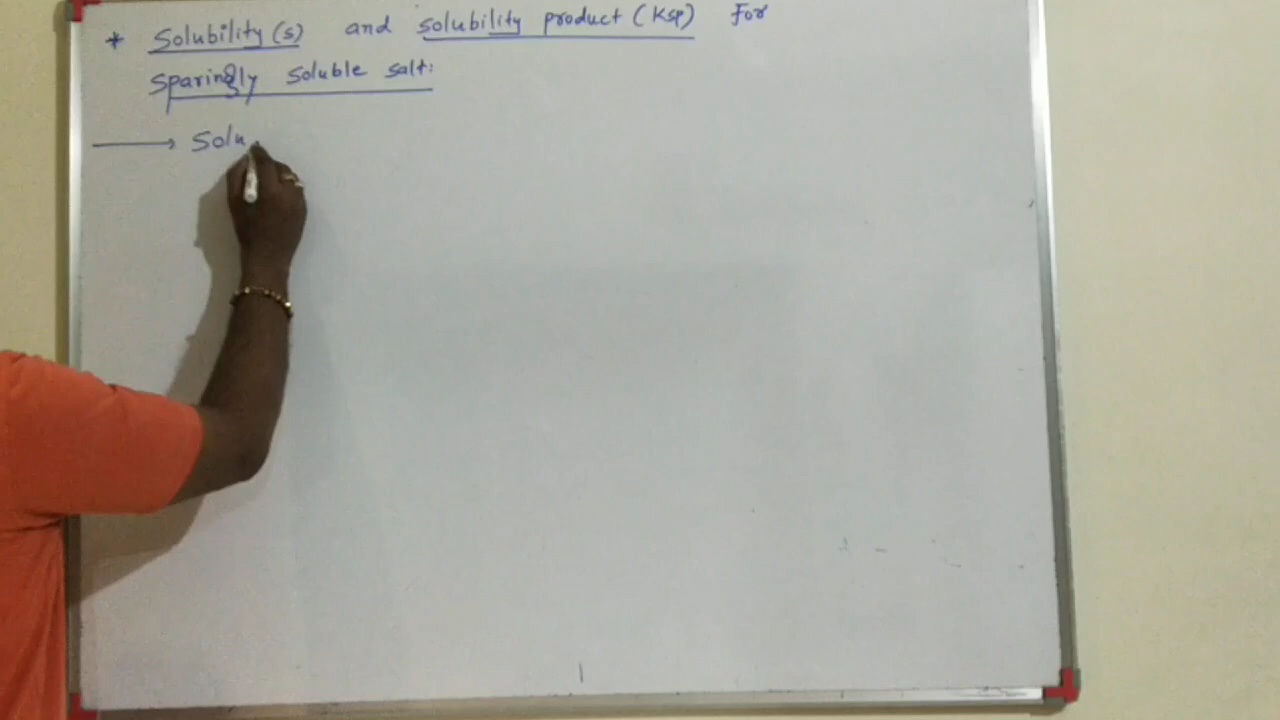 * Solubility (s) and solubility product (Ksp) For
Sparingly soluble salt:
→ Solu